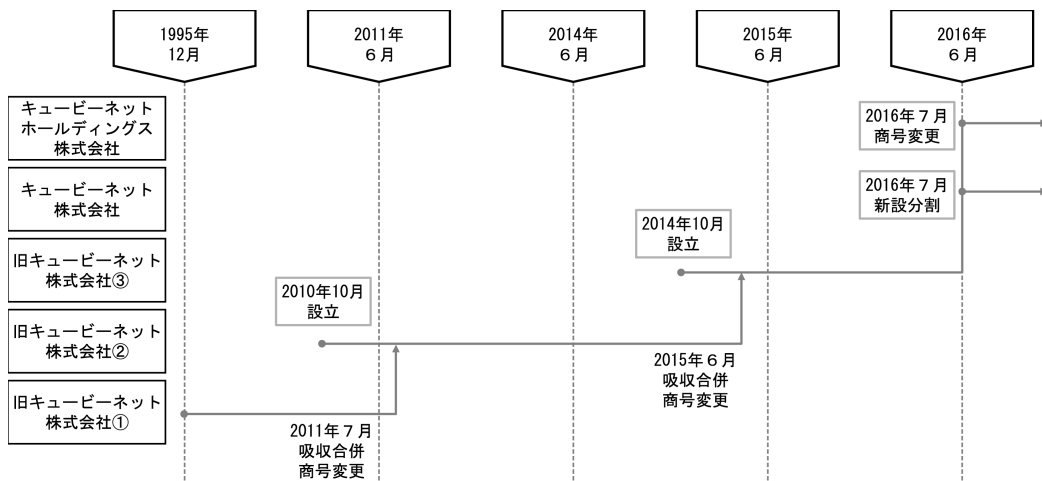 1995年
12月
2011年
６月
2014年
６月
2015年
６月
2016年
６月
キュービーネット
ホールディングス
株式会社
2016年７月
商号変更
キュービーネット
株式会社
2016年７月
新設分割
旧キュービーネット
株式会社③
2014年10月
設立
旧キュービーネット
株式会社②
2010年10月
設立
2015年６月
吸収合併
商号変更
旧キュービーネット
株式会社①
2011年７月
吸収合併
商号変更